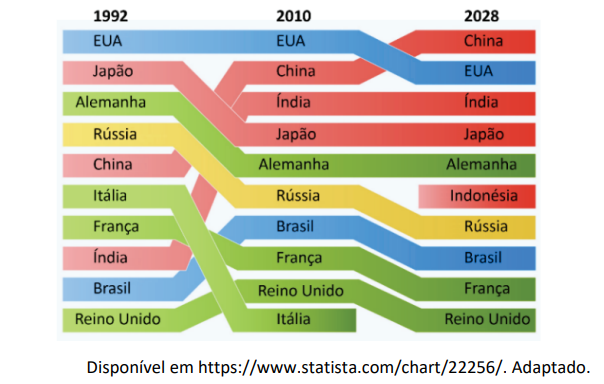 1992 2010 2028
EUA EUA China
Japão China EUA
Alemanha Índia Índia
Rússia Japão Japão
China Alemanha Alemanha
Itália Rússia Indonésia
França Brasil Rússia
Índia França Brasil
Brasil Reino Unido França
Reino Unido Itália Reino Unido
Disponível em https://www.statista.com/chart/22256/. Adaptado.